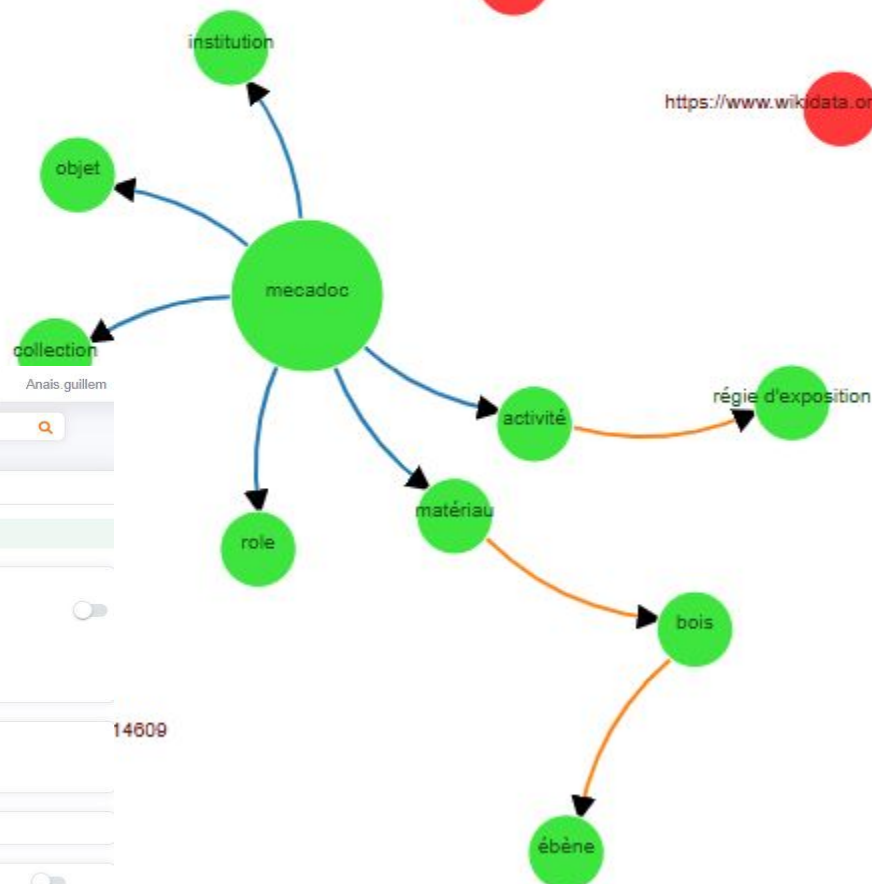 institution
https://www.wikidata.or
objet
mecadoc
collection
Anais.guillem
régie d'exposition
activité
matériau
role
bois
14609
ébène